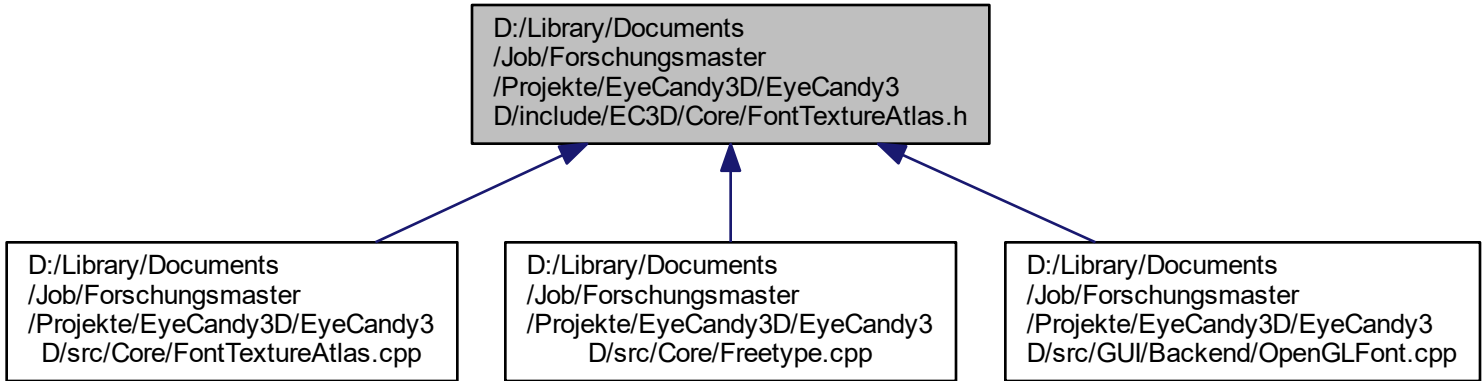 D:/Library/Documents
/Job/Forschungsmaster
/Projekte/EyeCandy3D/EyeCandy3
D/include/EC3D/Core/FontTextureAtlas.h
D:/Library/Documents
/Job/Forschungsmaster
/Projekte/EyeCandy3D/EyeCandy3
D/src/Core/FontTextureAtlas.cpp
D:/Library/Documents
/Job/Forschungsmaster
/Projekte/EyeCandy3D/EyeCandy3
D/src/Core/Freetype.cpp
D:/Library/Documents
/Job/Forschungsmaster
/Projekte/EyeCandy3D/EyeCandy3
D/src/GUI/Backend/OpenGLFont.cpp